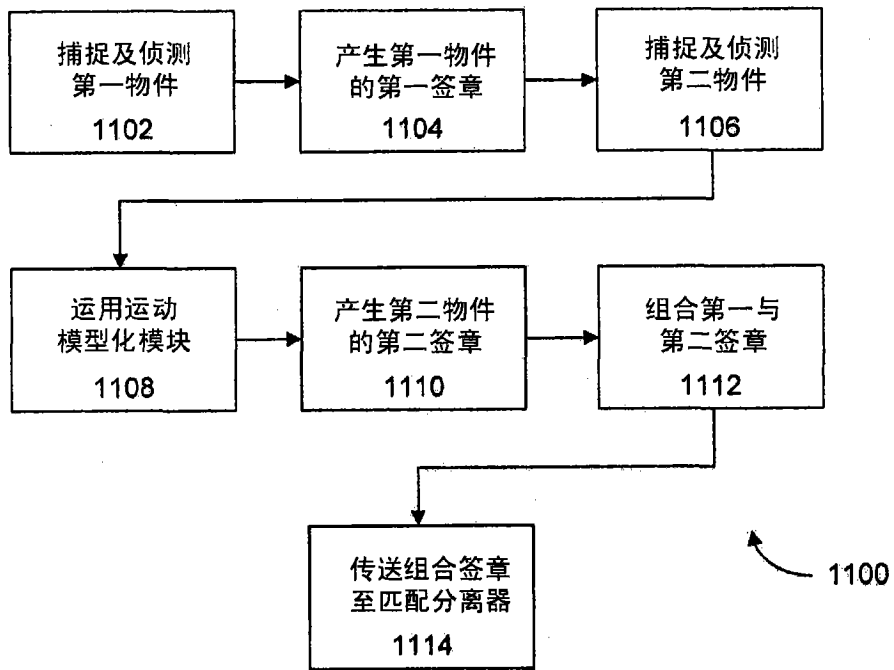 捕捉及侦测
第一物件
1102
产生第一物件
的第一签章
1104
捕捉及侦测
第二物件
1106
运用运动
模型化模块
1108
产生第二物件
的第二签章
1110
组合第一与
第二签章
1112
传送组合签章
至匹配分离器
1114
1100